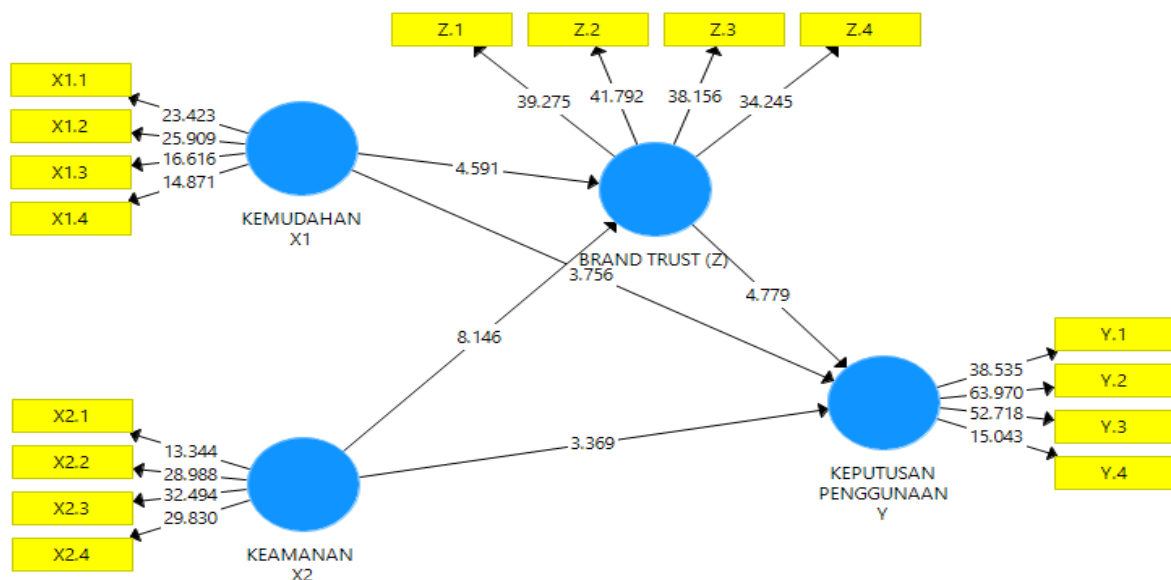 Z.1
Z.2
Z.3
Z.4
39.275
41.792
38.156
34.245
X1.1
X1.2
X1.3
X1.4
23.423
25.909
16.616
14.871
KEMUDAHAN
X1
4.591
BRAND TRUST (Z)
3.756
4.779
8.146
3.369
X2.1
X2.2
X2.3
X2.4
13.344
28.988
32.494
29.830
KEAMANAN
X2
38.535
63.970
52.718
15.043
Y.1
Y.2
Y.3
Y.4
KEPUTUSAN
PENGGUNAAN
Y